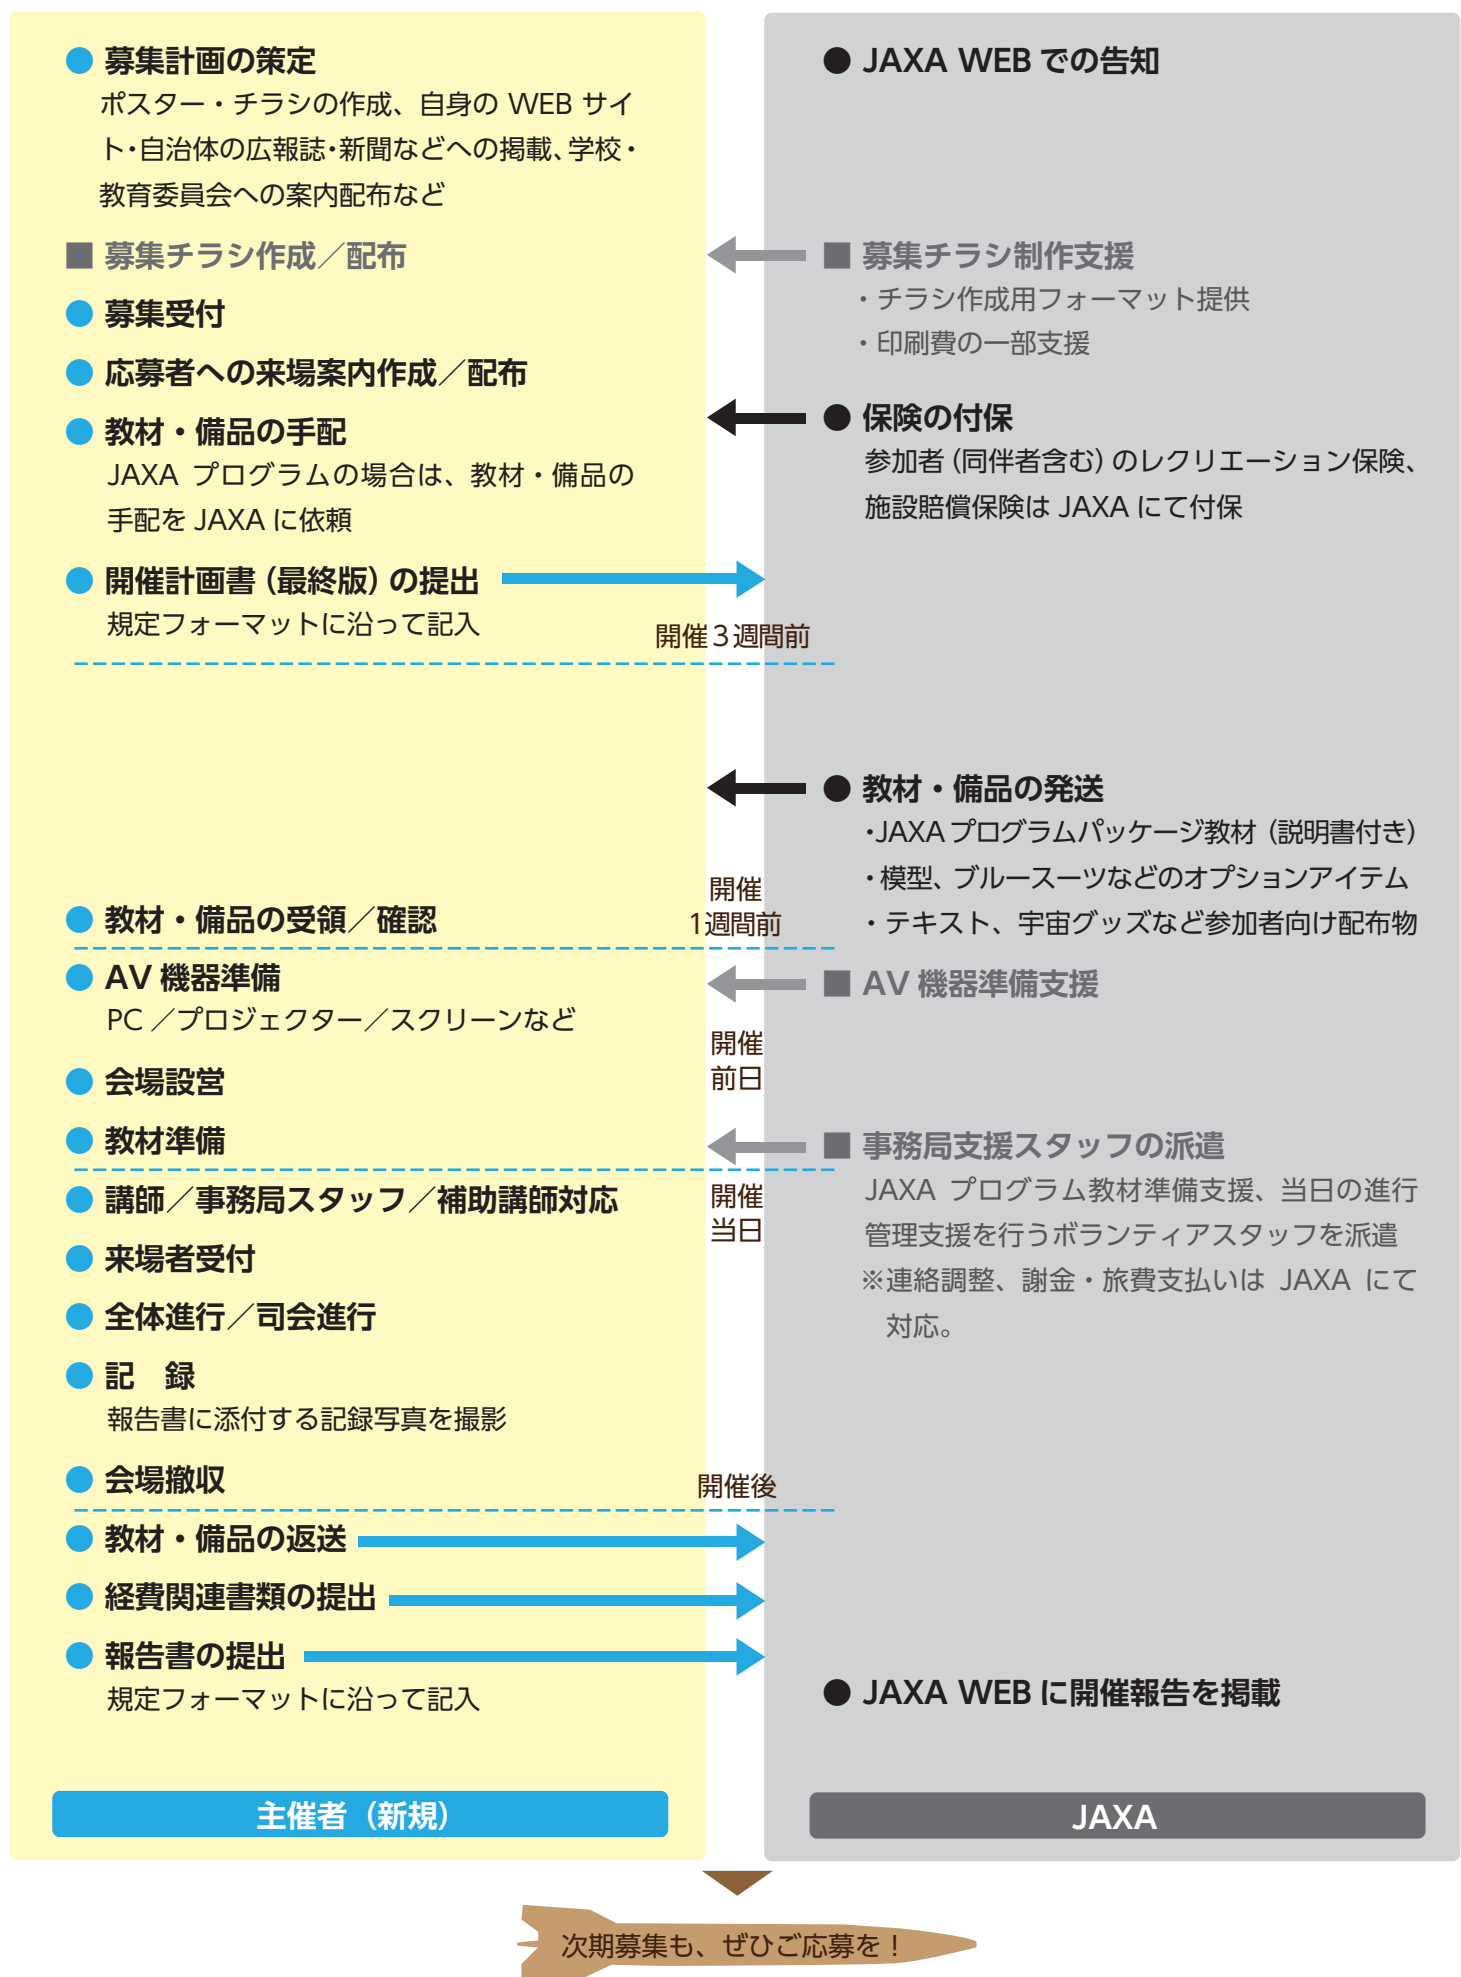 ● 募集計画の策定
ポスター・チラシの作成、自身の WEB サイ
ト・自治体の広報誌・新聞などへの掲載、学校・
教育委員会への案内配布など
■ 募集チラシ作成／配布
● 募集受付
● 応募者への来場案内作成／配布
● 教材・備品の手配
JAXA プログラムの場合は、教材・備品の
手配を JAXA に依頼
● 開催計画書（最終版）の提出
規定フォーマットに沿って記入
開催３週間前
● 教材・備品の受領／確認
開催
1週間前
● AV 機器準備
PC ／プロジェクター／スクリーンなど
● 会場設営
● 教材準備
開催
前日
● 講師／事務局スタッフ／補助講師対応
● 来場者受付
● 全体進行／司会進行
● 記　録
報告書に添付する記録写真を撮影
● 会場撤収
開催
当日
開催後
● 教材・備品の返送
● 経費関連書類の提出
● 報告書の提出
規定フォーマットに沿って記入
主催者（新規）
● JAXA WEB での告知
■ 募集チラシ制作支援
・チラシ作成用フォーマット提供
・印刷費の一部支援
● 保険の付保
参加者（同伴者含む）のレクリエーション保険、
施設賠償保険は JAXA にて付保
● 教材・備品の発送
・JAXA プログラムパッケージ教材（説明書付き）
・模型、ブルースーツなどのオプションアイテム
・テキスト、宇宙グッズなど参加者向け配布物
■ AV 機器準備支援
■ 事務局支援スタッフの派遣
JAXA プログラム教材準備支援、当日の進行
管理支援を行うボランティアスタッフを派遣
※連絡調整、謝金・旅費支払いは JAXA にて
対応。
● JAXA WEB に開催報告を掲載
JAXA
次期募集も、ぜひご応募を！